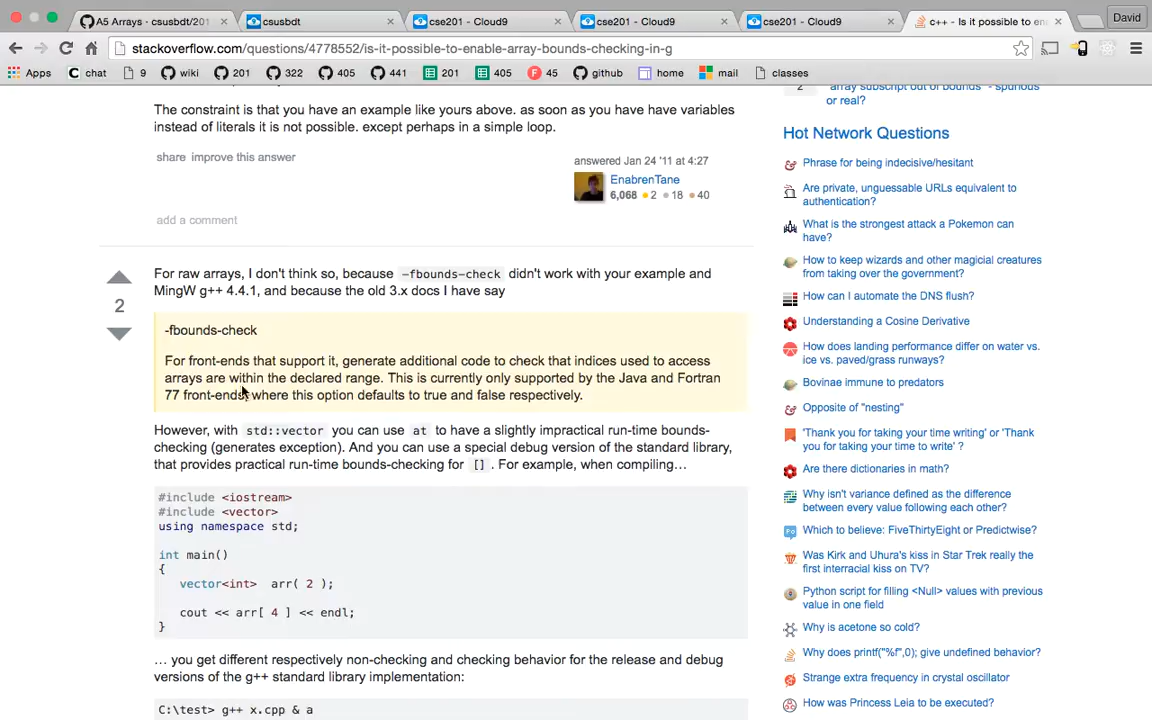 A5 Arrays · csusbdt/201
csusbdt
cse201 – Cloud9
cse201 – Cloud9
cse201 – Cloud9
c++ - Is it possible to en
David
stackoverflow.com/questions/4778552/is-it-possible-to-enable-array-bounds-checking-in-g
Apps chat 9 wiki 201 322 405 441 201 405 45 github home mail classes
The constraint is that you have an example like yours above. as soon as you have have variables
instead of literals it is not possible. except perhaps in a simple loop.
share improve this answer
answered Jan 24 '11 at 4:27
EnabrenTane
6,068 2 18 40
add a comment
For raw arrays, I don't think so, because -fbounds-check didn't work with your example and
MingW g++ 4.4.1, and because the old 3.x docs I have say
2
-fbounds-check
For front-ends that support it, generate additional code to check that indices used to access
arrays are within the declared range. This is currently only supported by the Java and Fortran
77 front-ends, where this option defaults to true and false respectively.
However, with std::vector you can use at to have a slightly impractical run-time bounds-
checking (generates exception). And you can use a special debug version of the standard library,
that provides practical run-time bounds-checking for [] . For example, when compiling…
#include <iostream>
#include <vector>
using namespace std;
int main()
{
vector<int> arr( 2 );
cout << arr[ 4 ] << endl;
}
… you get different respectively non-checking and checking behavior for the release and debug
versions of the g++ standard library implementation:
C:\test> g++ x.cpp & a
2
"array subscript out of bounds" - spurious
or real?
Hot Network Questions
Phrase for being indecisive/hesitant
Are private, unguessable URLs equivalent to
authentication?
What is the strongest attack a Pokemon can
have?
How to keep wizards and other magicial creatures
from taking over the government?
How can I automate the DNS flush?
Understanding a Cosine Derivative
How does landing performance differ on water vs.
ice vs. paved/grass runways?
Bovinae immune to predators
Opposite of "nesting"
'Thank you for taking your time writing' or 'Thank
you for taking your time to write' ?
Are there dictionaries in math?
Why isn't variance defined as the difference
between every value following each other?
Which to believe: FiveThirtyEight or Predictwise?
Was Kirk and Uhura's kiss in Star Trek really the
first interracial kiss on TV?
Python script for filling <Null> values with previous
value in one field
Why is acetone so cold?
Why does printf("%f",0); give undefined behavior?
Strange extra frequency in crystal oscillator
How was Princess Leia to be executed?